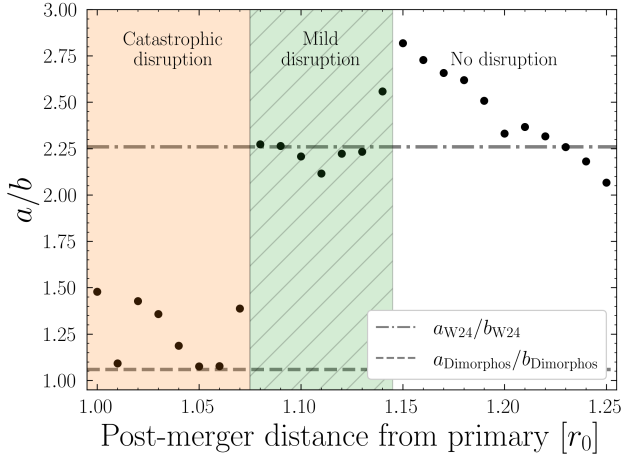 3.00
2.75
2.50
2.25
2.00
1.75
1.50
1.25
1.00
a/b
Catastrophic
disruption
Mild
disruption
No disruption
a_W24/b_W24
a_Dimorphos/b_Dimorphos
1.00 1.05 1.10 1.15 1.20 1.25
Post-merger distance from primary [r_0]